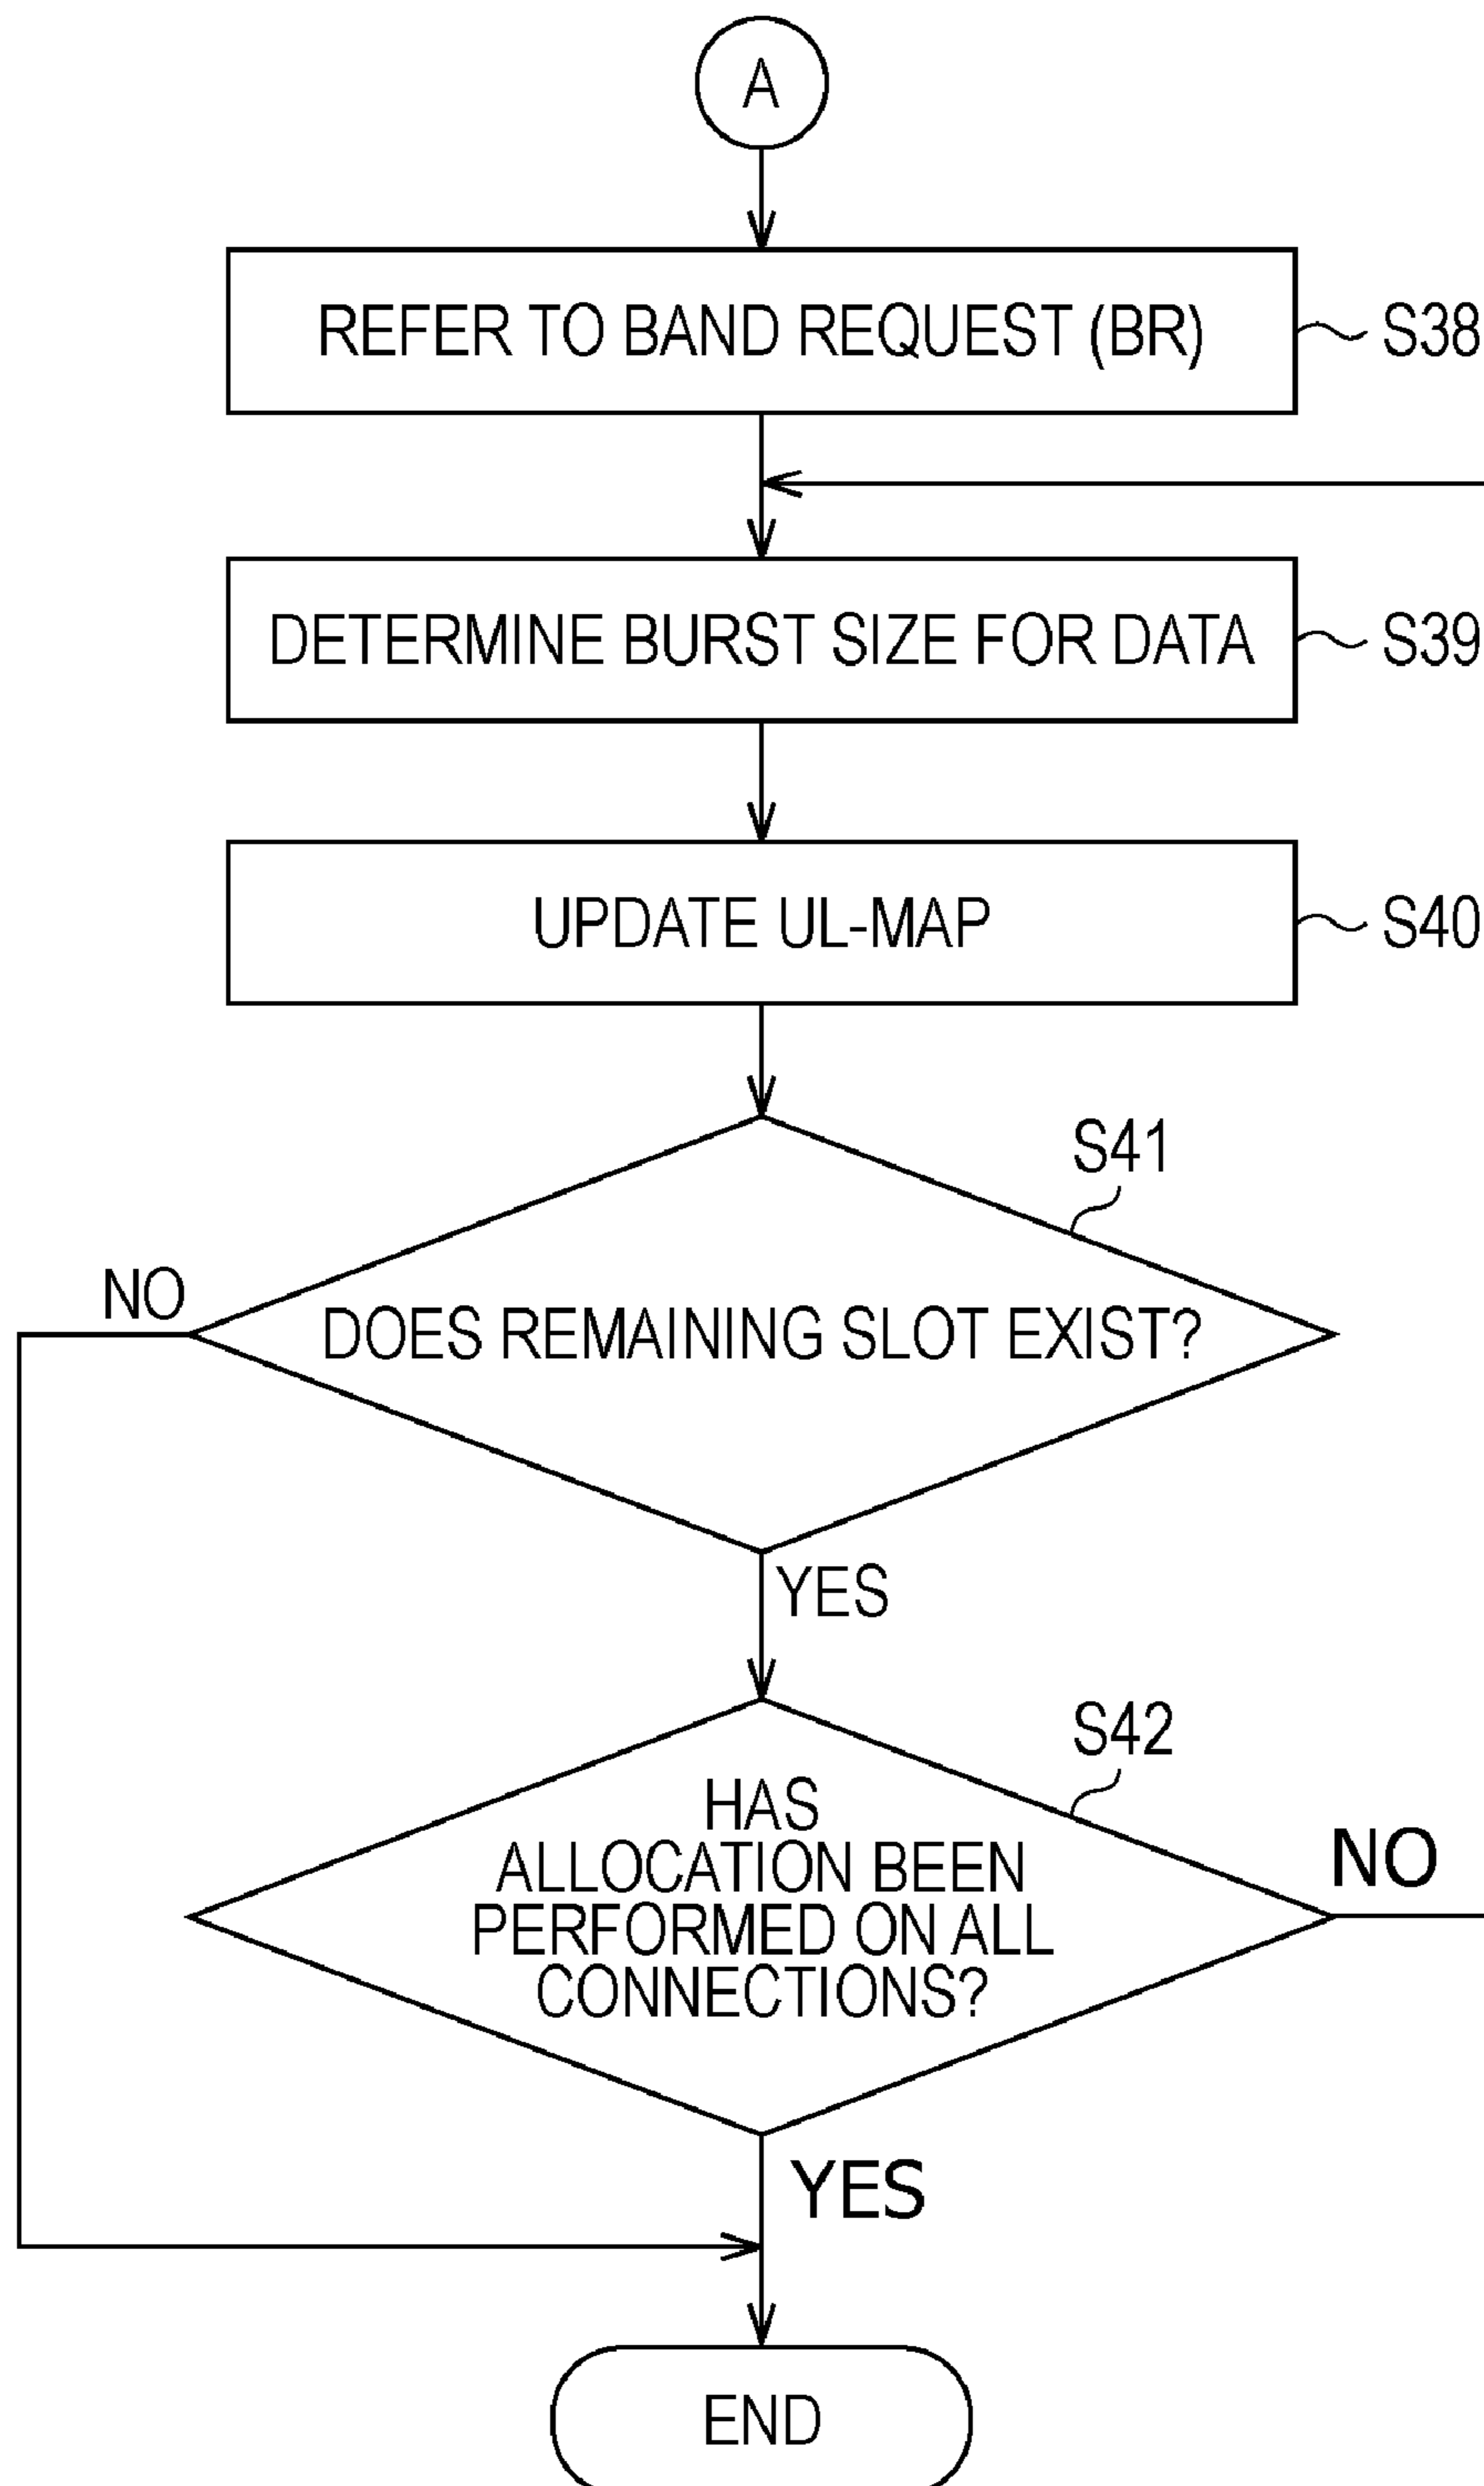 A
REFER TO BAND REQUEST (BR)
S38
DETERMINE BURST SIZE FOR DATA
S39
UPDATE UL-MAP
S40
S41
NO
DOES REMAINING SLOT EXIST?
YES
S42
HAS
ALLOCATION BEEN
PERFORMED ON ALL
CONNECTIONS?
NO
YES
END